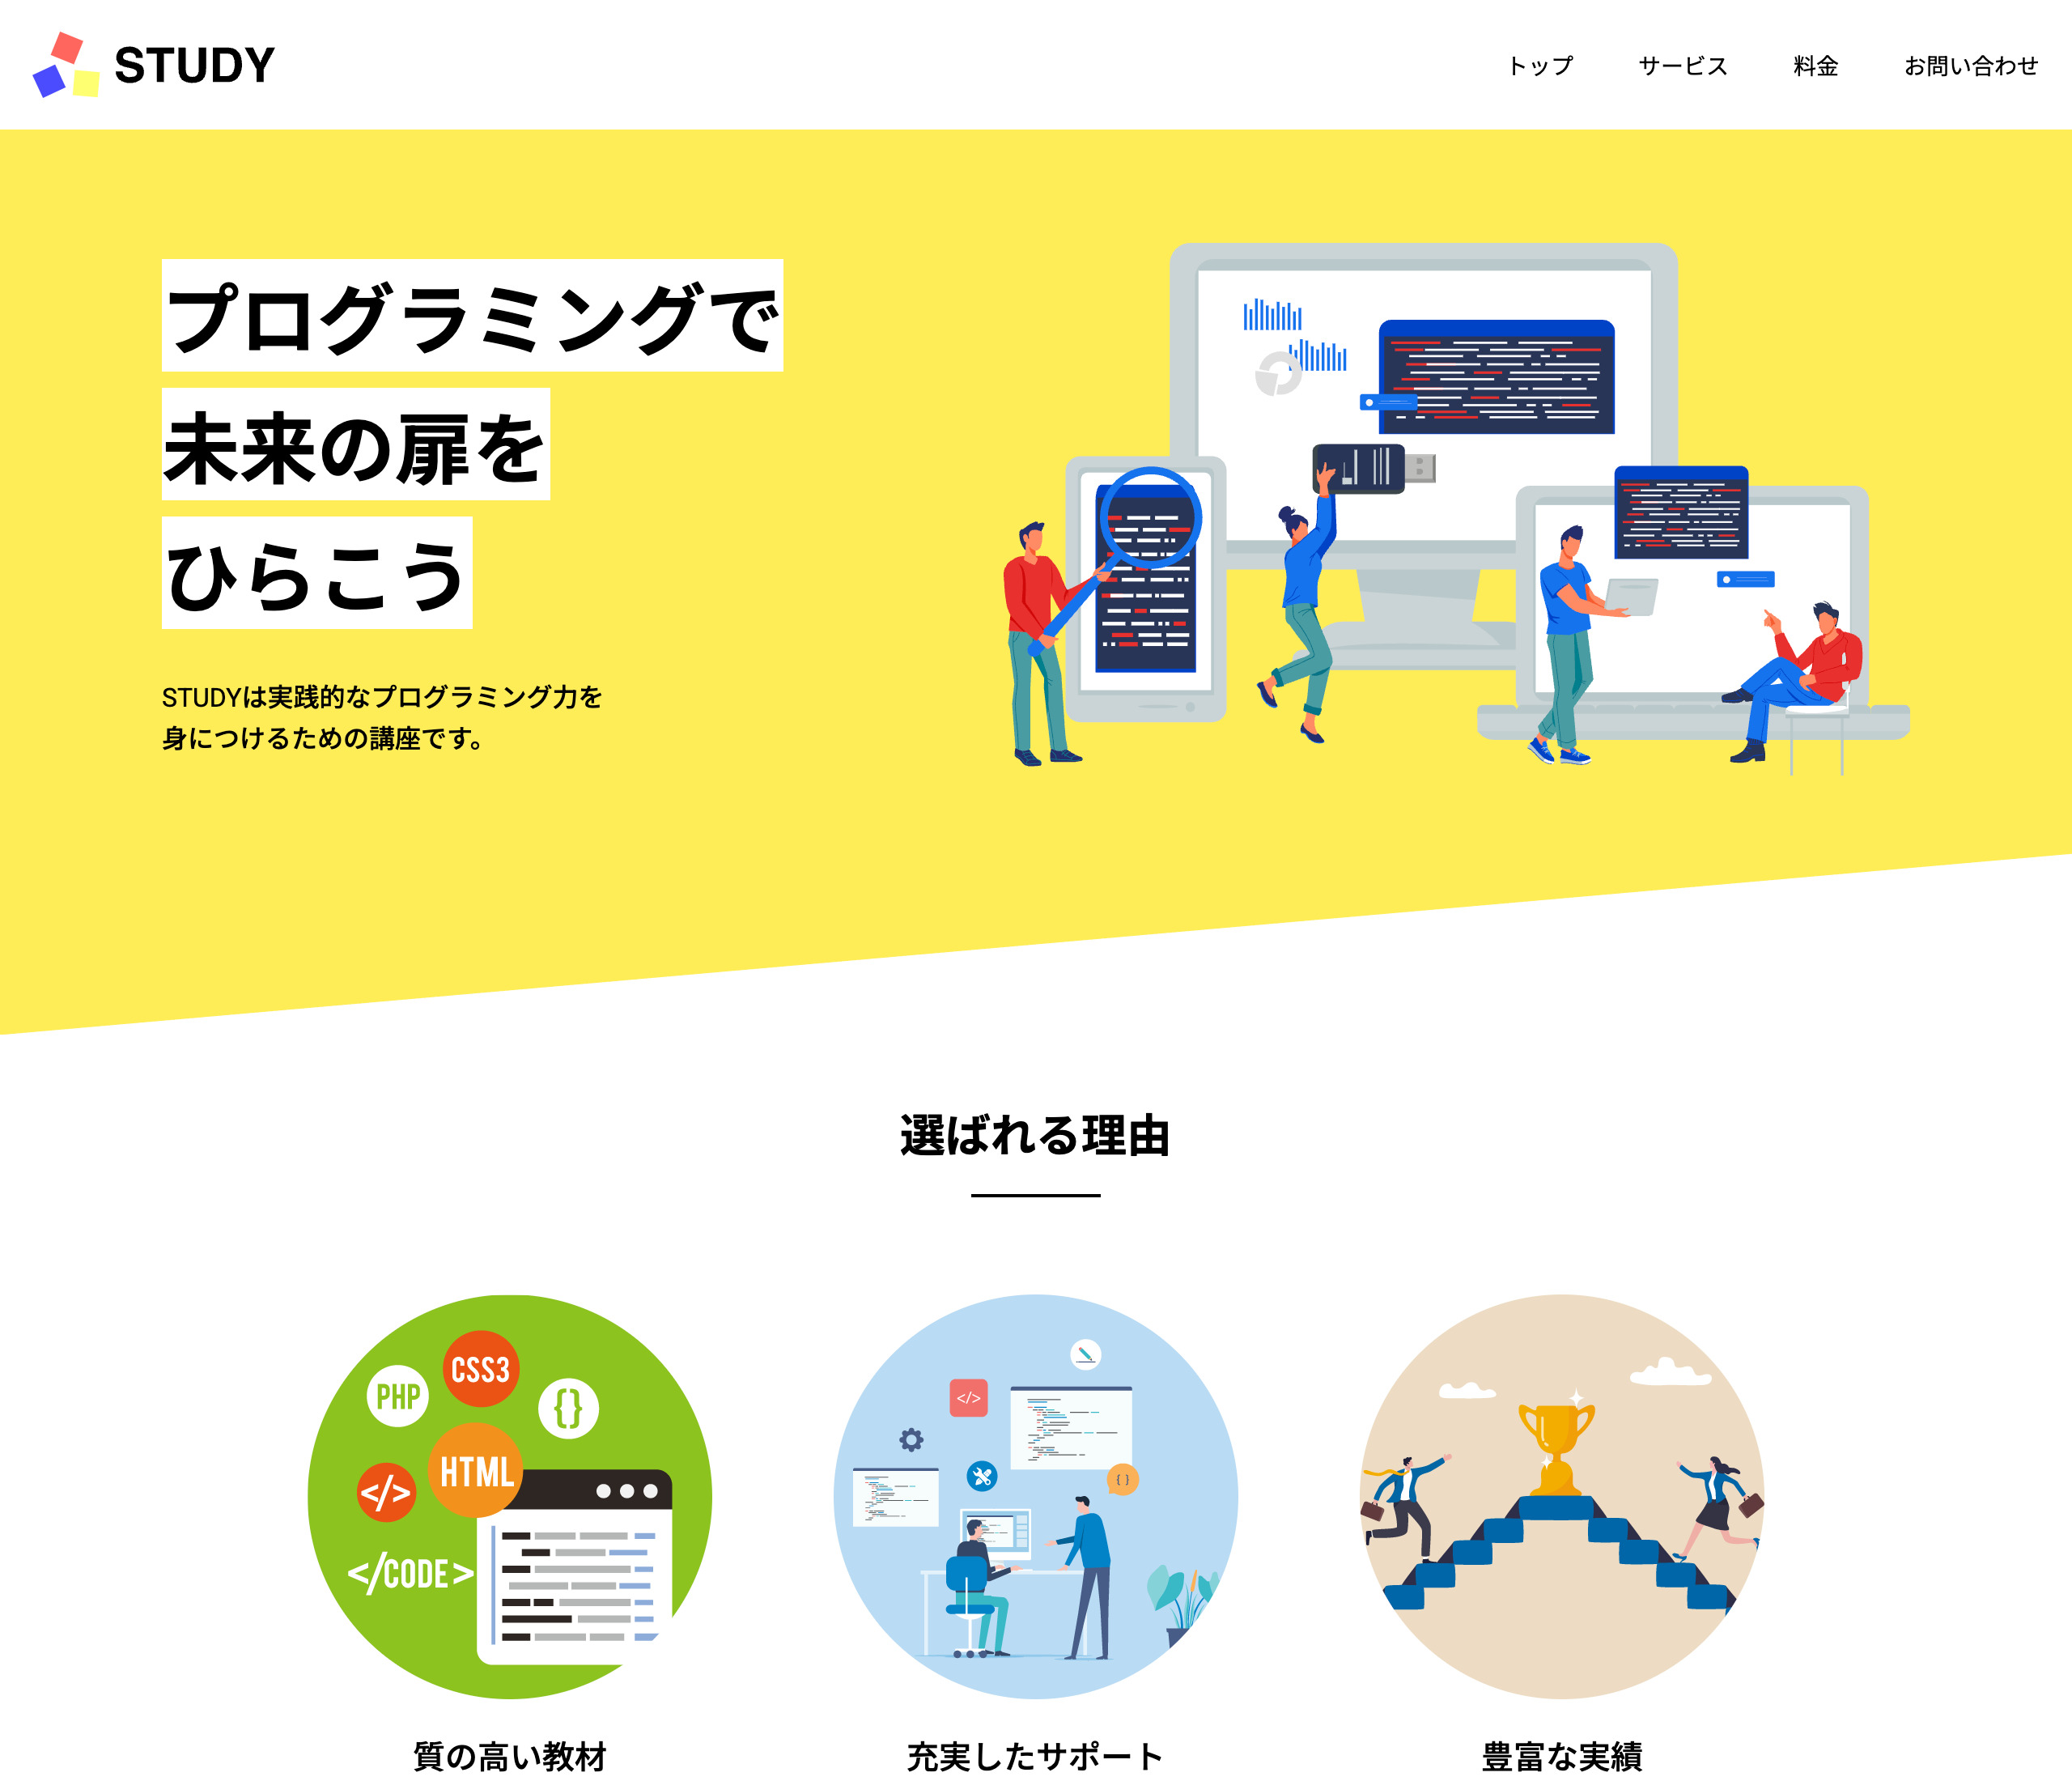 STUDY
トップ
サービス
料金
お問い合わせ
プログラミングで
未来の扉を
ひらこう
STUDYは実践的なプログラミング力を
身につけるための講座です。
選ばれる理由
PHP
CSS3
{}
HTML
</>
</CODE>
</>
{ }
質の高い教材
充実したサポート
豊富な実績